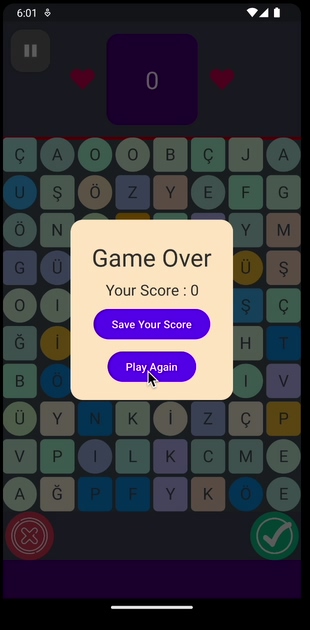 6:01
0
Ç A O O B Ç J A
U Ş Ö Z Y E F G
Ö N Y M
G Ü Ü Ş
O I Ş Ç
Ğ İ H T
B Ö I V
Ü Y N K İ Z Ç P
V P I L K C M E
A Ğ P F Y K Ö E
Game Over
Your Score : 0
Save Your Score
Play Again